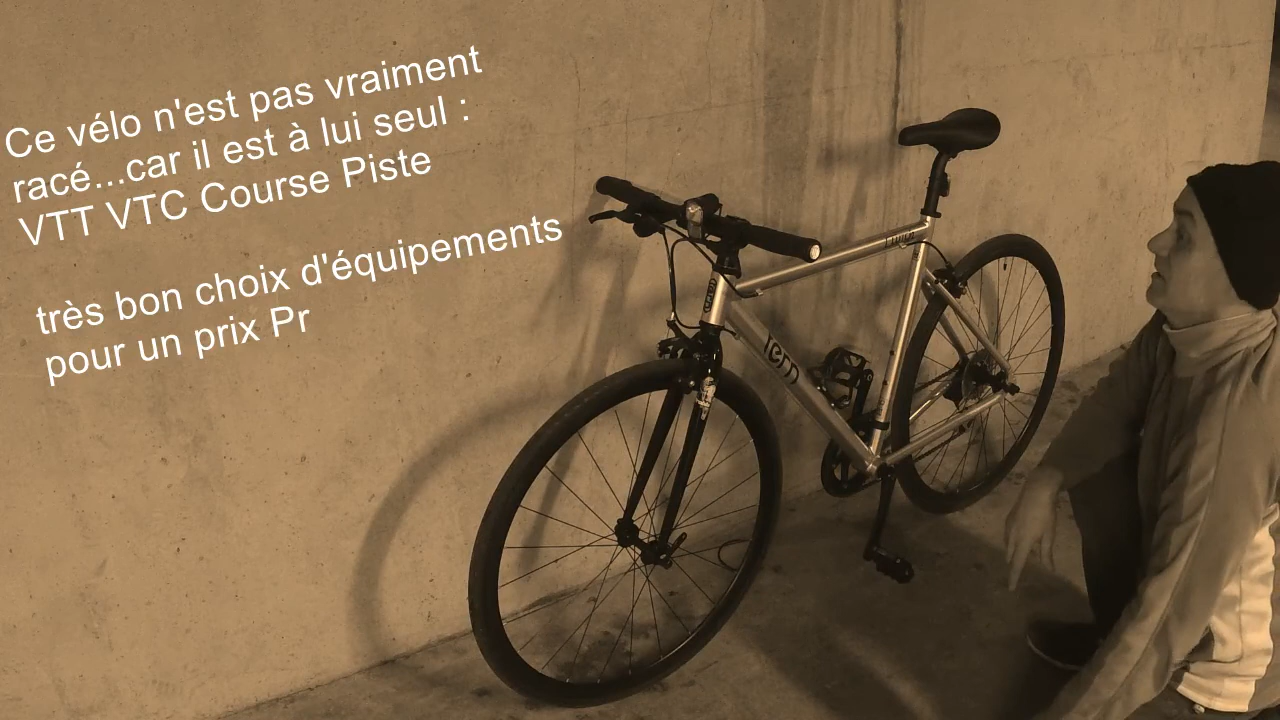 Ce vélo n'est pas vraiment
racé...car il est à lui seul :
VTT VTC Course Piste
très bon choix d'équipements
pour un prix Pr
tern